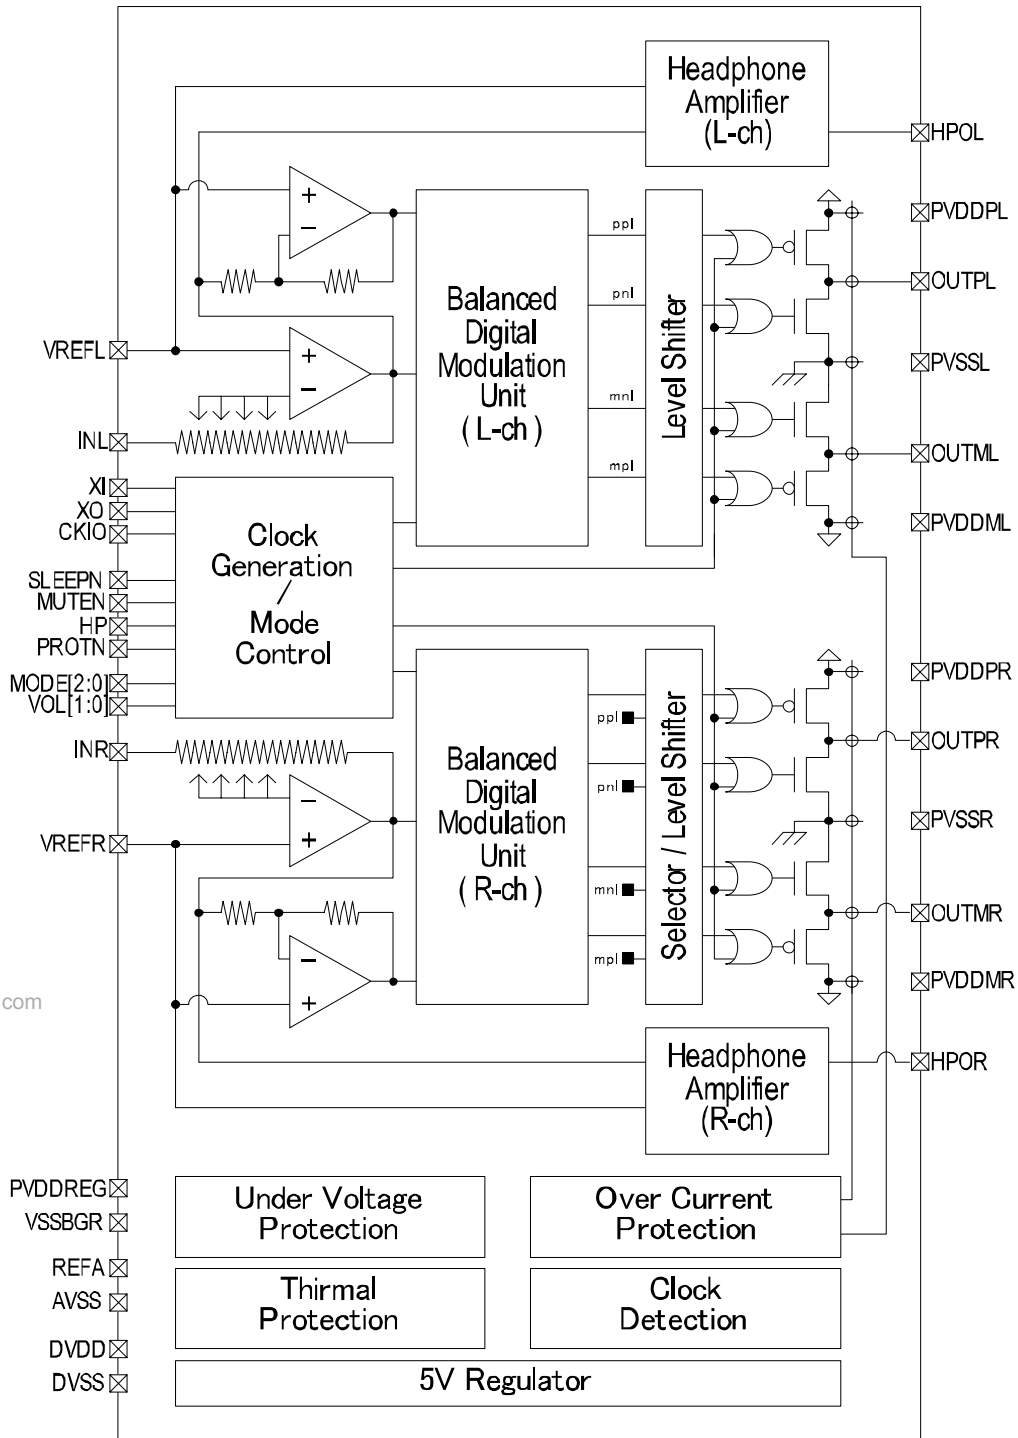 Headphone
Amplifier
(L-ch)
HPOL
PVDDPL
ppl
OUTPL
pnl
Balanced
Digital
Modulation
Unit
( L-ch )
Level Shifter
VREFL
PVSSL
mnl
INL
OUTML
mpl
XI
XO
CKIO
PVDDML
Clock
Generation
/
Mode
Control
SLEEPN
MUTEN
HP
PROTN
MODE[2:0]
VOL[1:0]
PVDDPR
ppl
INR
OUTPR
Balanced
Digital
Modulation
Unit
( R-ch )
Selector / Level Shifter
pnl
PVSSR
VREFR
mnl
OUTMR
mpl
PVDDMR
com
Headphone
Amplifier
(R-ch)
HPOR
PVDDREG
VSSBGR
Under Voltage
Protection
Over Current
Protection
REFA
AVSS
Thirmal
Protection
Clock
Detection
DVDD
DVSS
5V Regulator
+
−
+
−
−
+
−
+